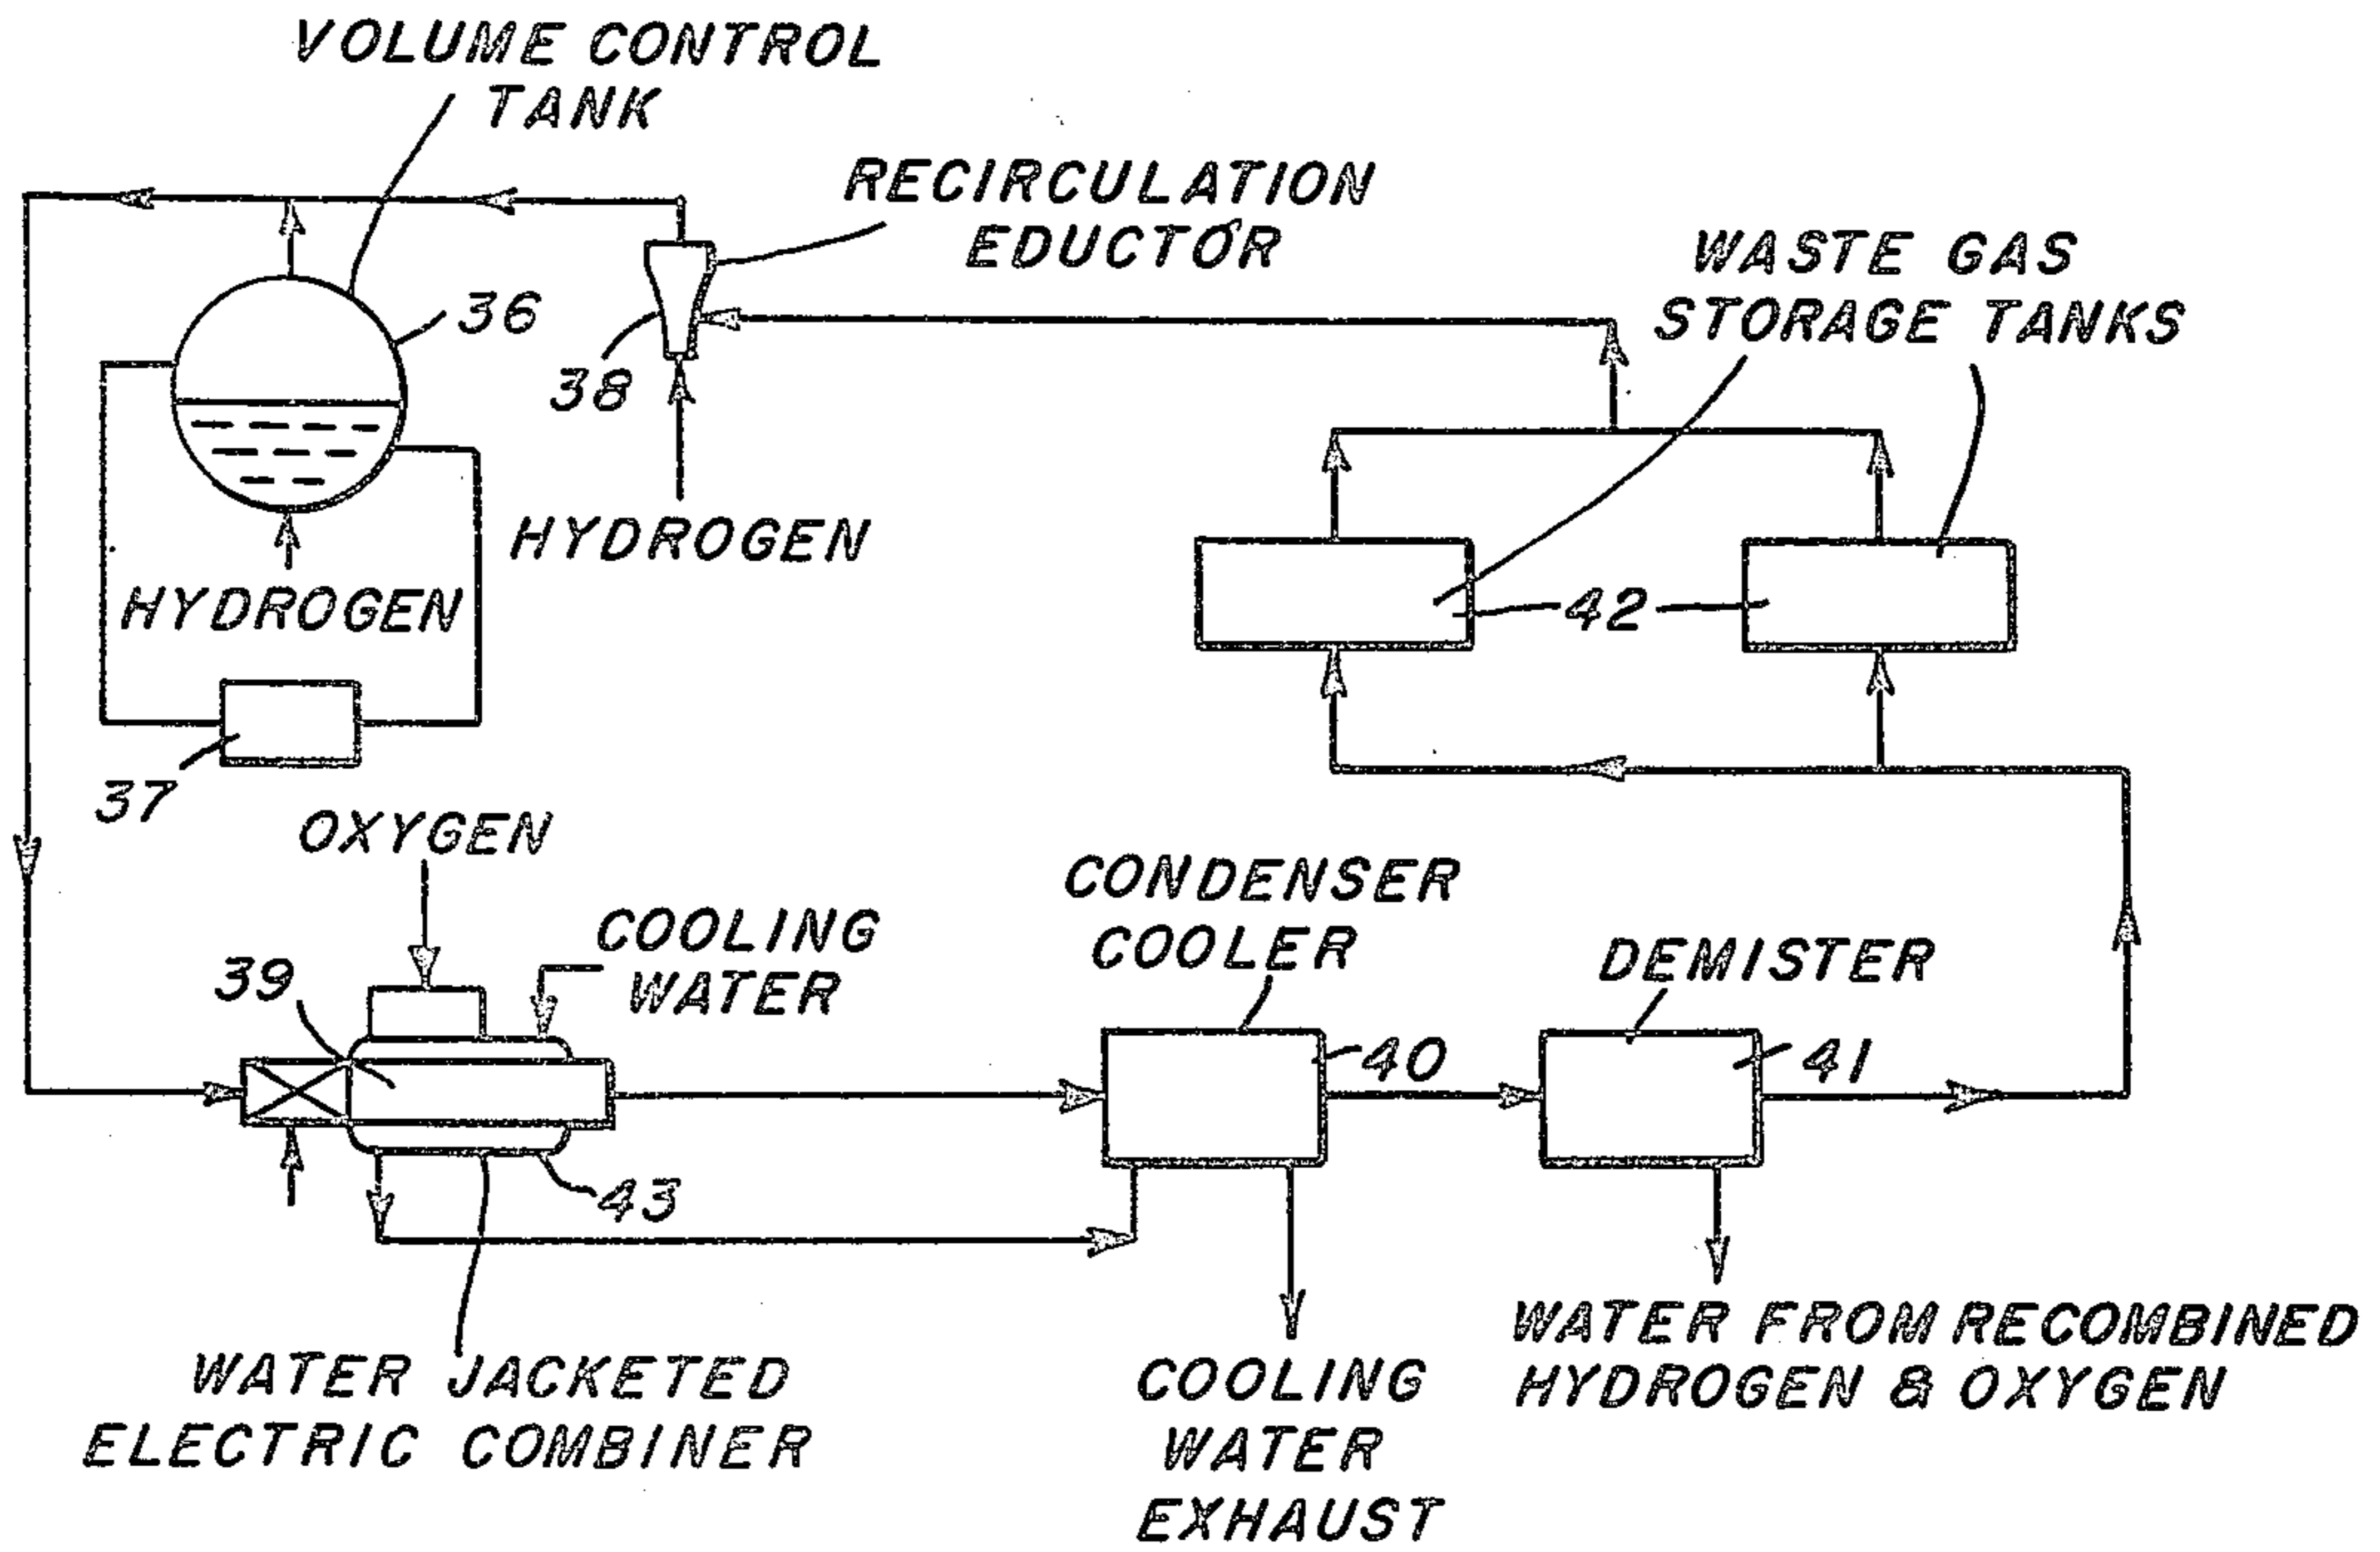 VOLUME CONTROL
TANK
RECIRCULATION
EDUCTOR
WASTE GAS
STORAGE TANKS
36
38
HYDROGEN
HYDROGEN
42
37
OXYGEN
COOLING
WATER
39
CONDENSER
COOLER
DEMISTER
40
41
43
WATER JACKETED
ELECTRIC COMBINER
COOLING
WATER
EXHAUST
WATER FROM RECOMBINED
HYDROGEN & OXYGEN